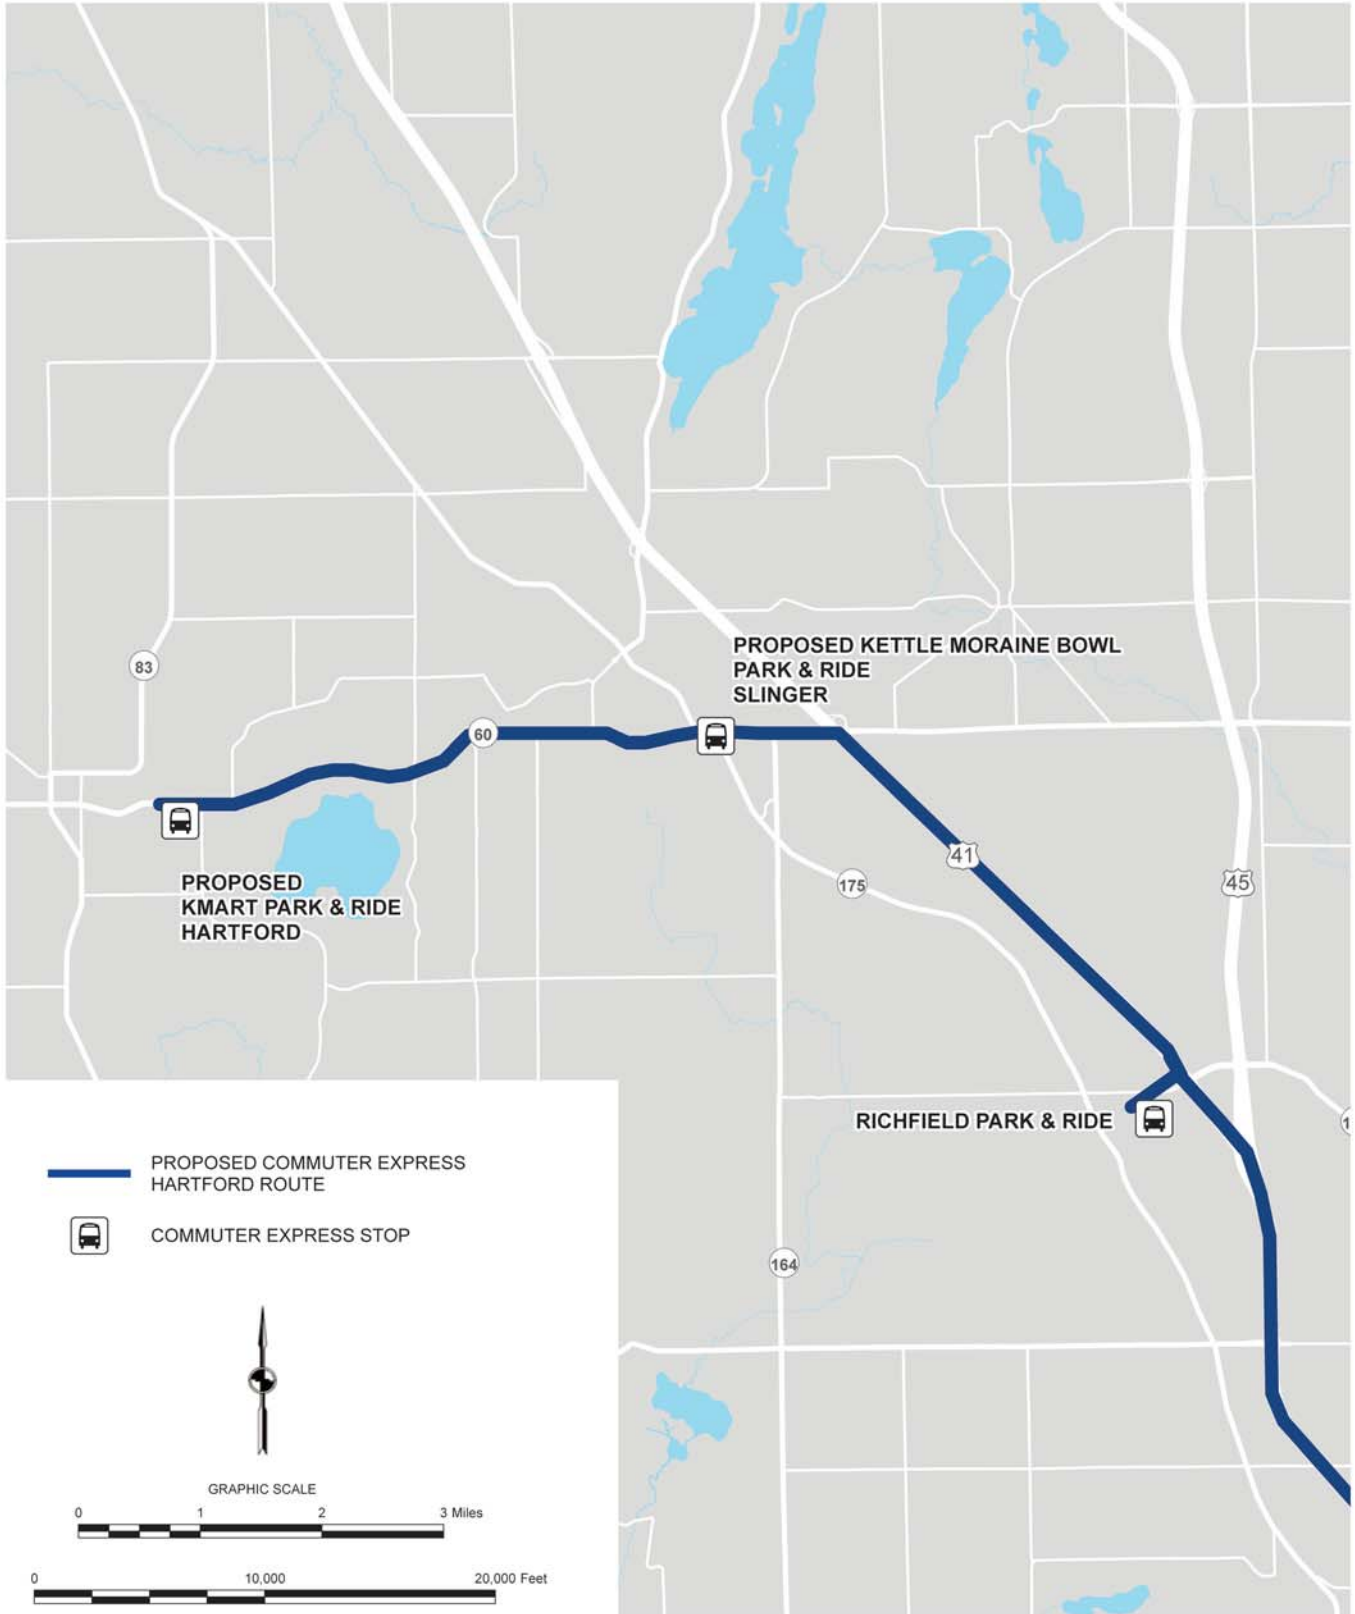 PROPOSED KETTLE MORAINE BOWL
PARK & RIDE
SLINGER
83
60
41
175
45
PROPOSED
KMART PARK & RIDE
HARTFORD
RICHFIELD PARK & RIDE
164
PROPOSED COMMUTER EXPRESS
HARTFORD ROUTE
COMMUTER EXPRESS STOP
GRAPHIC SCALE
0 1 2 3 Miles
0 10,000 20,000 Feet